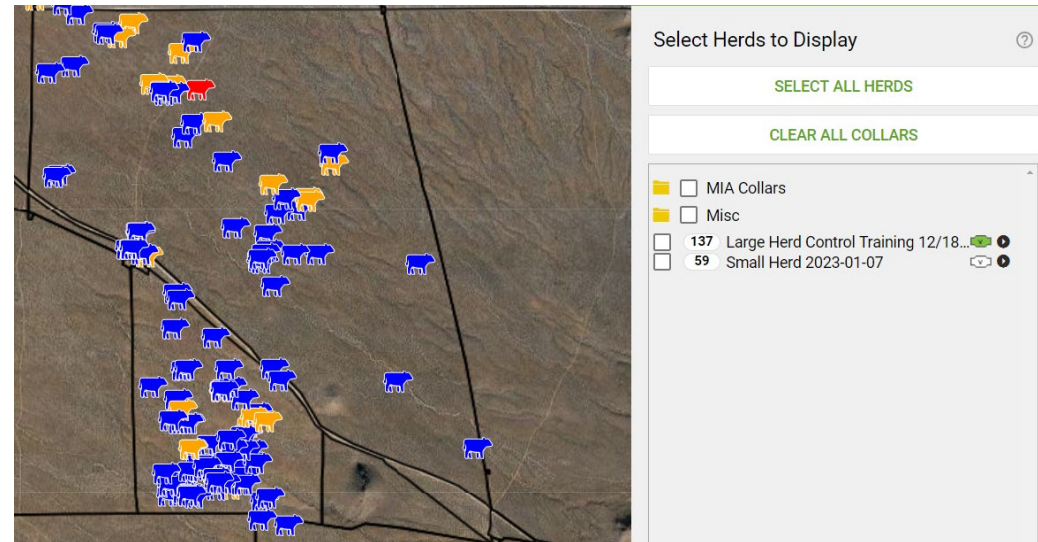 Select Herds to Display
SELECT ALL HERDS
CLEAR ALL COLLARS
MIA Collars
Misc
137 Large Herd Control Training 12/18...
59 Small Herd 2023-01-07